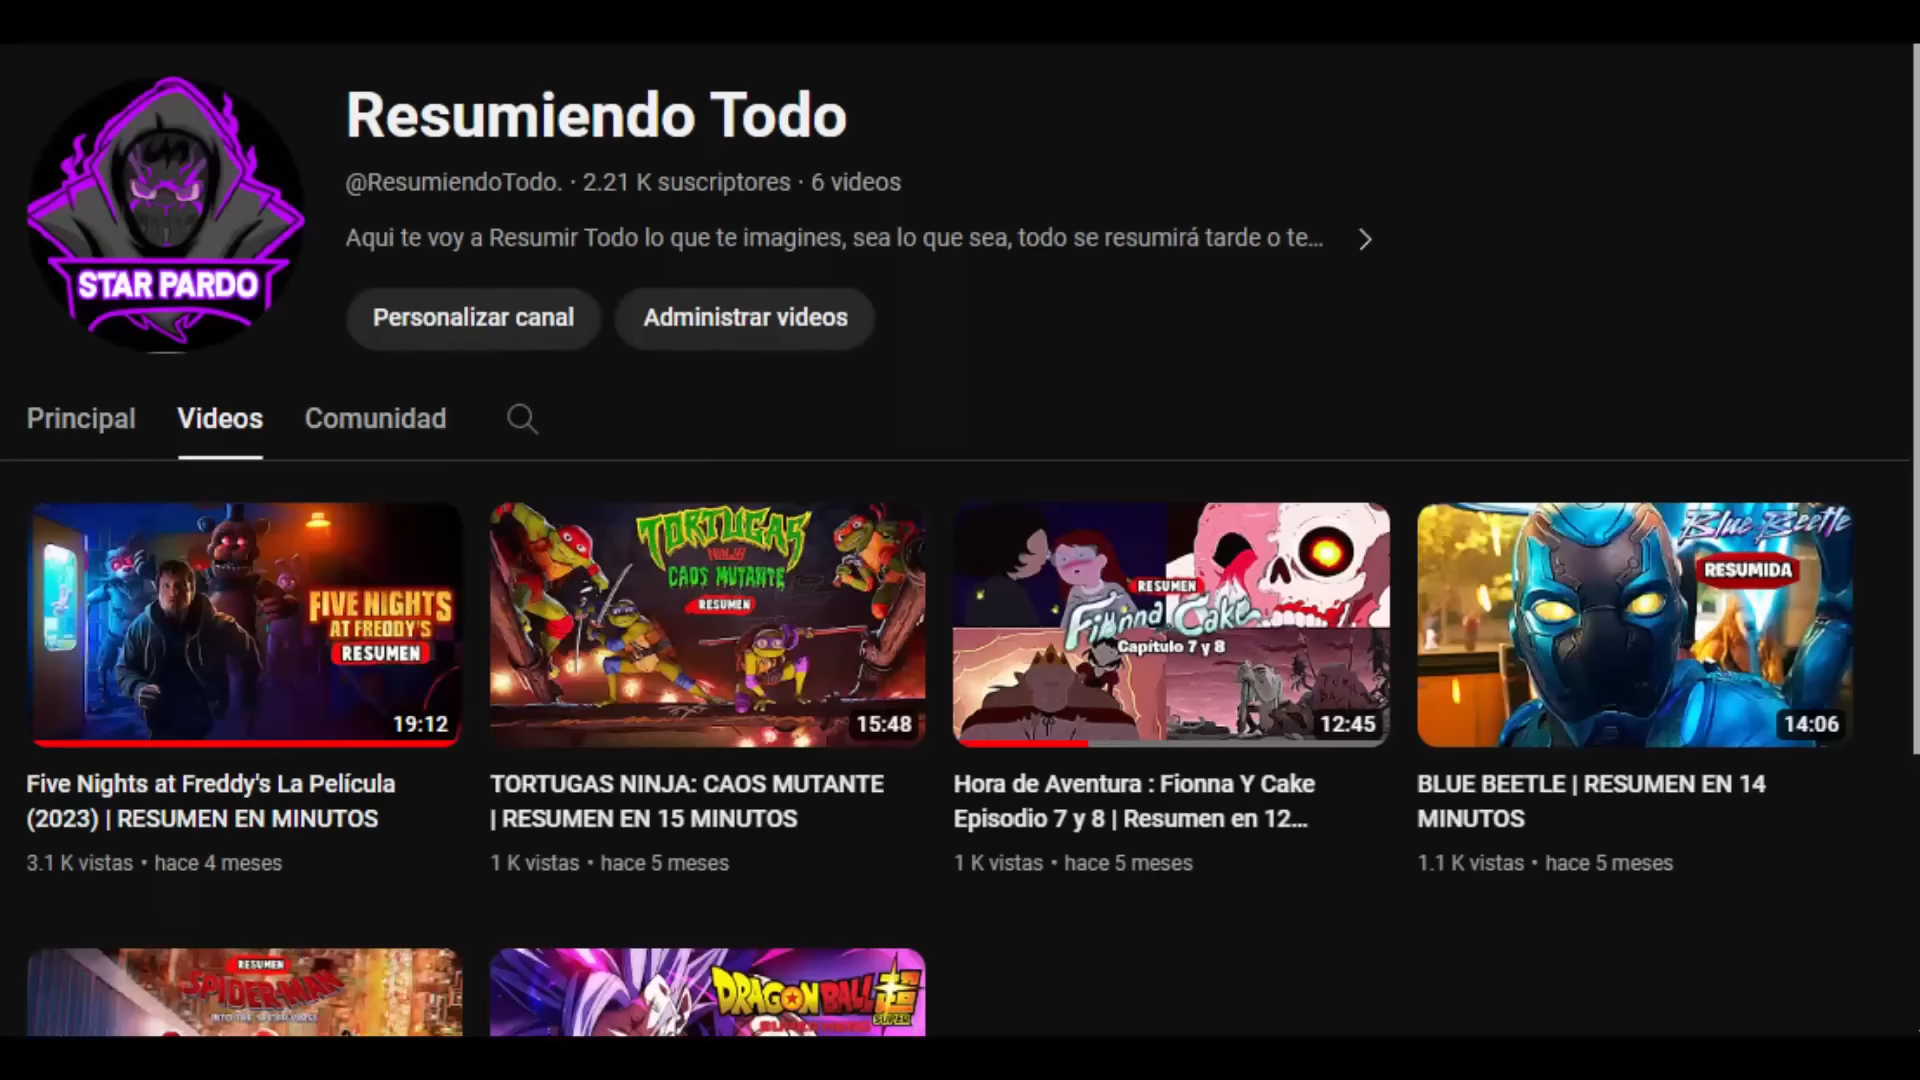 Resumiendo Todo
@ResumiendoTodo. · 2.21 K suscriptores · 6 videos
Aqui te voy a Resumir Todo lo que te imagines, sea lo que sea, todo se resumirá tarde o te...
STAR PARDO
Personalizar canal
Administrar videos
Principal
Videos
Comunidad
FIVE NIGHTS
AT FREDDY'S
RESUMEN
19:12
TORTUGAS
NINJA
CAOS MUTANTE
RESUMEN
15:48
RESUMEN
Fionna Cake
Capitulo 7 y 8
12:45
Blue Beetle
RESUMIDA
14:06
Five Nights at Freddy's La Película
(2023) | RESUMEN EN MINUTOS
3.1 K vistas • hace 4 meses
TORTUGAS NINJA: CAOS MUTANTE
| RESUMEN EN 15 MINUTOS
1 K vistas • hace 5 meses
Hora de Aventura : Fionna Y Cake
Episodio 7 y 8 | Resumen en 12...
1 K vistas • hace 5 meses
BLUE BEETLE | RESUMEN EN 14
MINUTOS
1.1 K vistas • hace 5 meses
RESUMEN
SPIDER-MAN
INTO THE SPIDER-VERSE
DRAGON BALL
SUPER